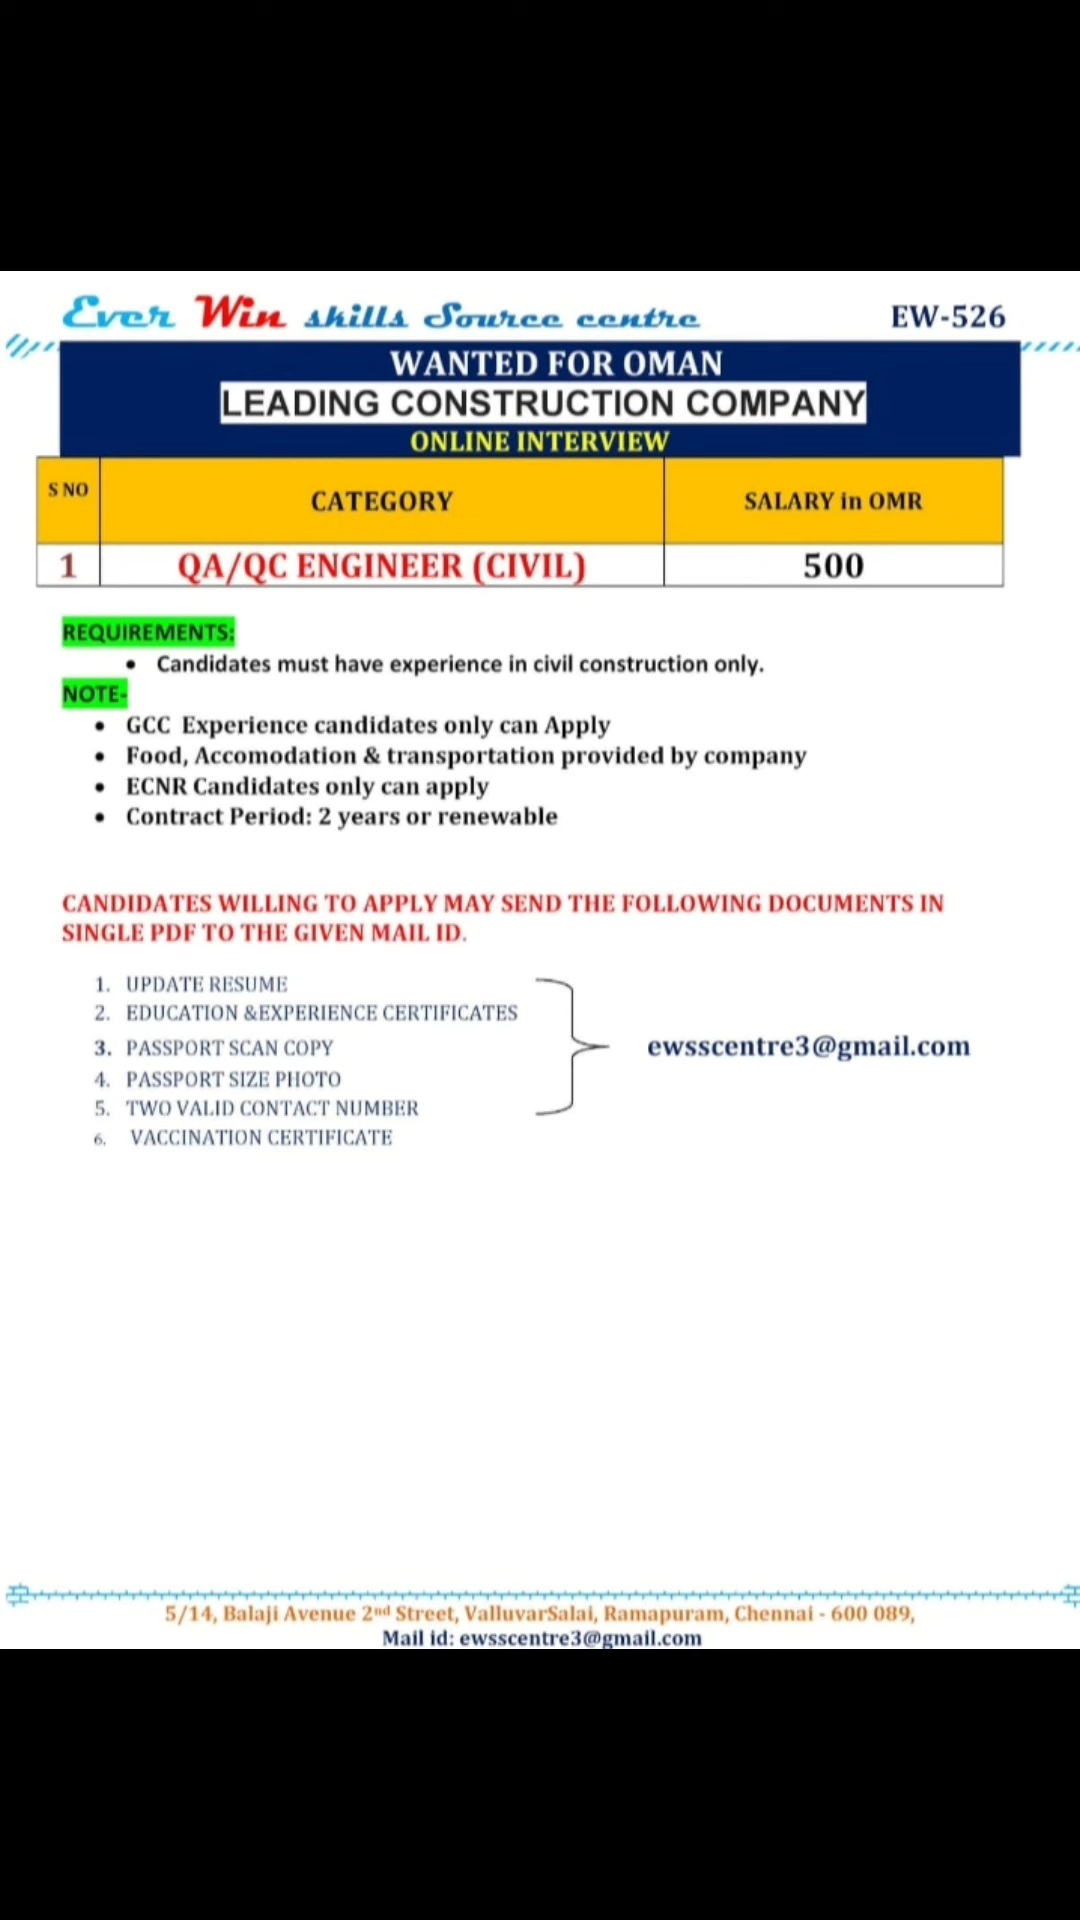 Ever Win skills Source centre EW-526
WANTED FOR OMAN
LEADING CONSTRUCTION COMPANY
ONLINE INTERVIEW
S NO CATEGORY SALARY in OMR
1 QA/QC ENGINEER (CIVIL) 500
REQUIREMENTS:
• Candidates must have experience in civil construction only.
NOTE-
• GCC Experience candidates only can Apply
• Food, Accomodation & transportation provided by company
• ECNR Candidates only can apply
• Contract Period: 2 years or renewable
CANDIDATES WILLING TO APPLY MAY SEND THE FOLLOWING DOCUMENTS IN
SINGLE PDF TO THE GIVEN MAIL ID.
1. UPDATE RESUME
2. EDUCATION &EXPERIENCE CERTIFICATES
3. PASSPORT SCAN COPY
4. PASSPORT SIZE PHOTO
5. TWO VALID CONTACT NUMBER
6. VACCINATION CERTIFICATE
ewsscentre3@gmail.com
5/14, Balaji Avenue 2nd Street, ValluvarSalai, Ramapuram, Chennai - 600 089,
Mail id: ewsscentre3@gmail.com